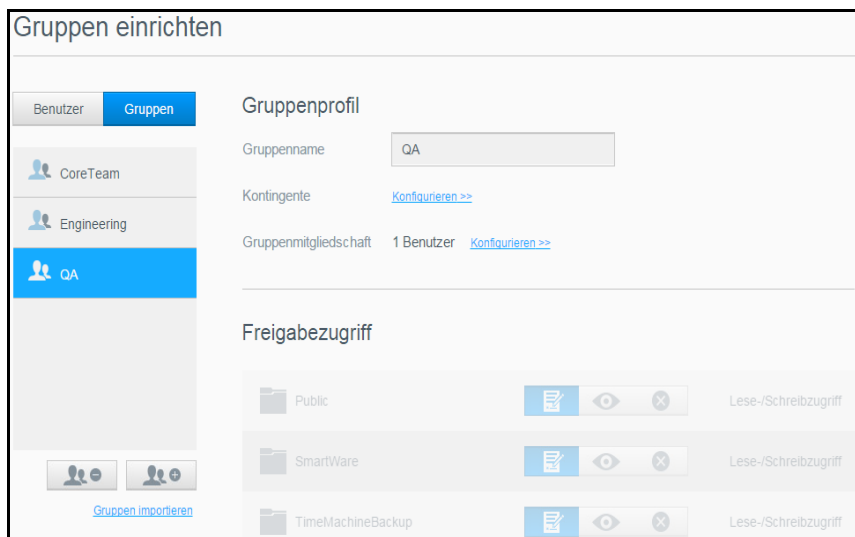 Gruppen einrichten
Benutzer
Gruppen
CoreTeam
Engineering
QA
Gruppen importieren
Gruppenprofil
Gruppenname
QA
Kontingente
Konfigurieren >>
Gruppenmitgliedschaft
1 Benutzer
Konfigurieren >>
Freigabezugriff
Public
Lese-/Schreibzugriff
SmartWare
Lese-/Schreibzugriff
TimeMachineBackup
Lese-/Schreibzugriff